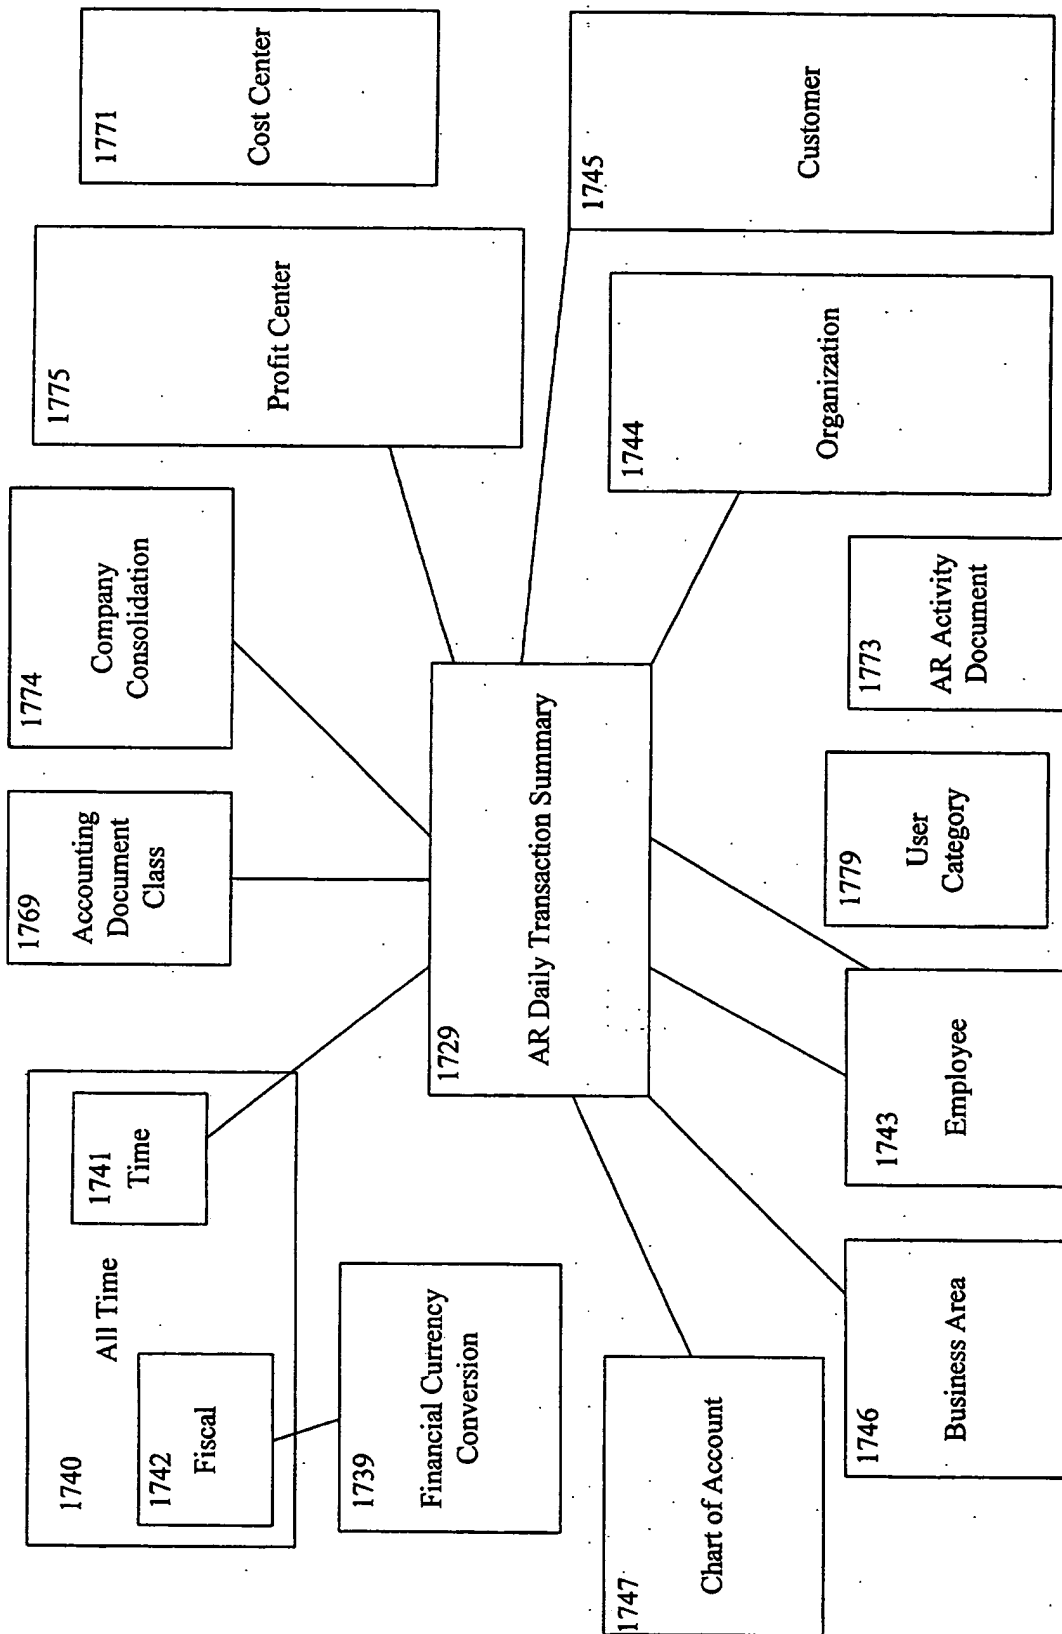 1740
All Time
1742
Fiscal
1741
Time
1769
Accounting
Document
Class
1774
Company
Consolidation
1775
Profit Center
1771
Cost Center
1739
Financial Currency
Conversion
1729
AR Daily Transaction Summary
1747
Chart of Account
1746
Business Area
1743
Employee
1779
User
Category
1773
AR Activity
Document
1744
Organization
1745
Customer